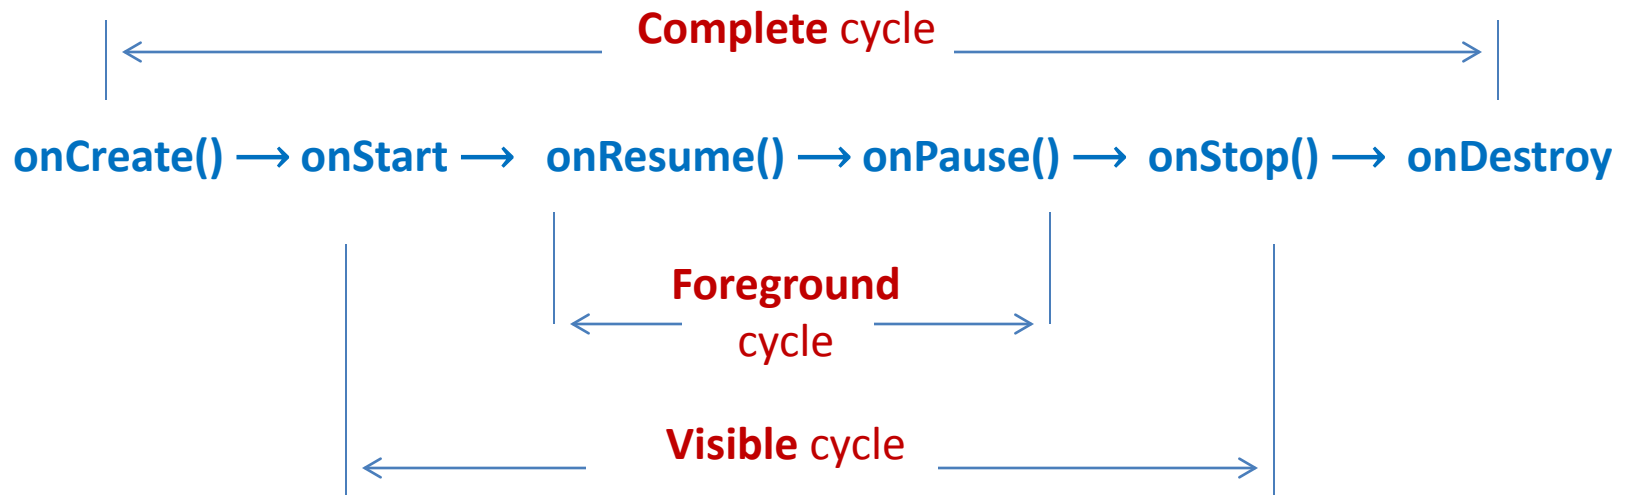 Complete cycle
onCreate() → onStart → onResume() → onPause() → onStop() → onDestroy
Foreground
cycle
Visible cycle